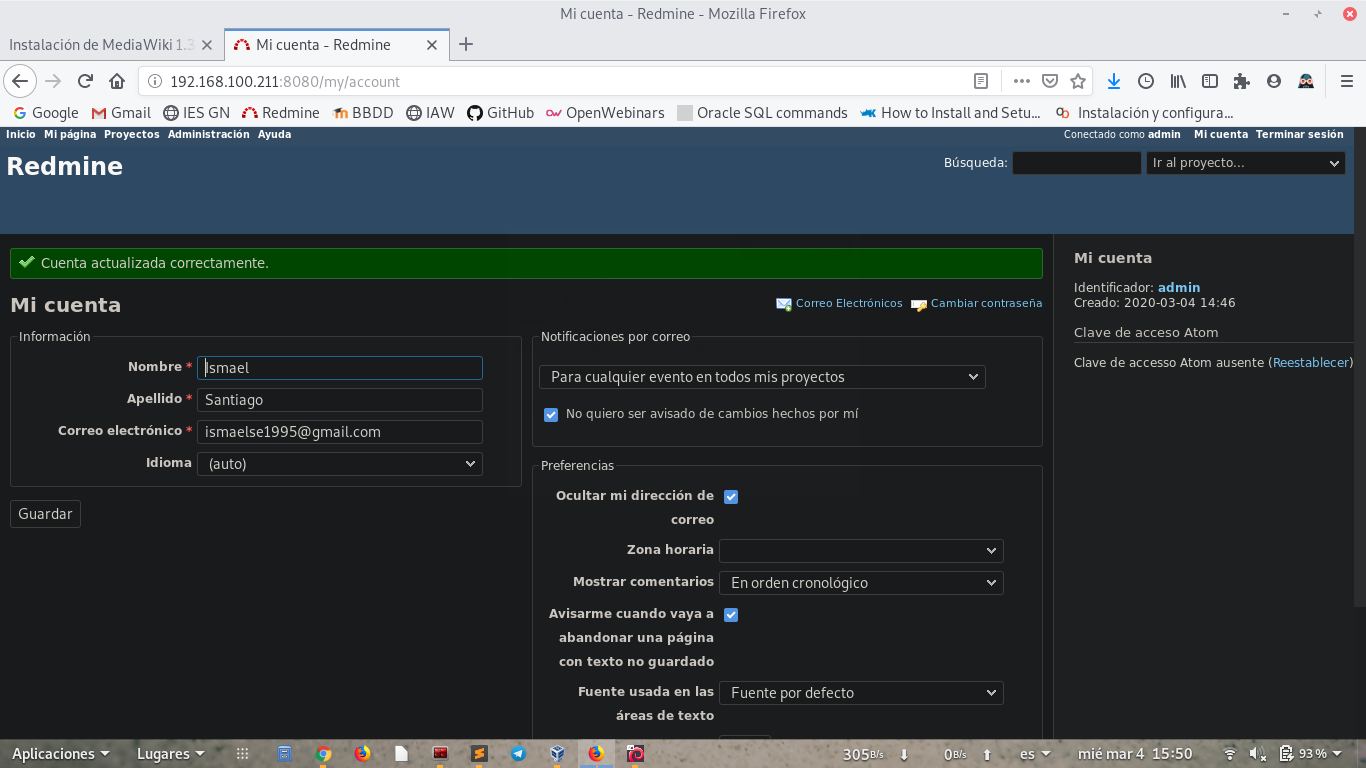 Mi cuenta - Redmine - Mozilla Firefox
Instalación de MediaWiki 1.3
Mi cuenta - Redmine
192.168.100.211:8080/my/account
Google Gmail IES GN Redmine BBDD IAW GitHub OpenWebinars Oracle SQL commands How to Install and Setu... Instalación y configura...
Inicio Mi página Proyectos Administración Ayuda
Conectado como admin Mi cuenta Terminar sesión
Redmine
Búsqueda: Ir al proyecto...
Cuenta actualizada correctamente.
Mi cuenta
Correo Electrónicos Cambiar contraseña
Información
Nombre * Ismael
Apellido * Santiago
Correo electrónico * ismaelse1995@gmail.com
Idioma (auto)
Guardar
Notificaciones por correo
Para cualquier evento en todos mis proyectos
No quiero ser avisado de cambios hechos por mí
Preferencias
Ocultar mi dirección de
correo
Zona horaria
Mostrar comentarios En orden cronológico
Avisarme cuando vaya a
abandonar una página
con texto no guardado
Fuente usada en las Fuente por defecto
áreas de texto
Mi cuenta
Identificador: admin
Creado: 2020-03-04 14:46
Clave de acceso Atom
Clave de accesso Atom ausente (Reestablecer)
Aplicaciones Lugares 305B/s 0B/s es mié mar 4 15:50 93 %